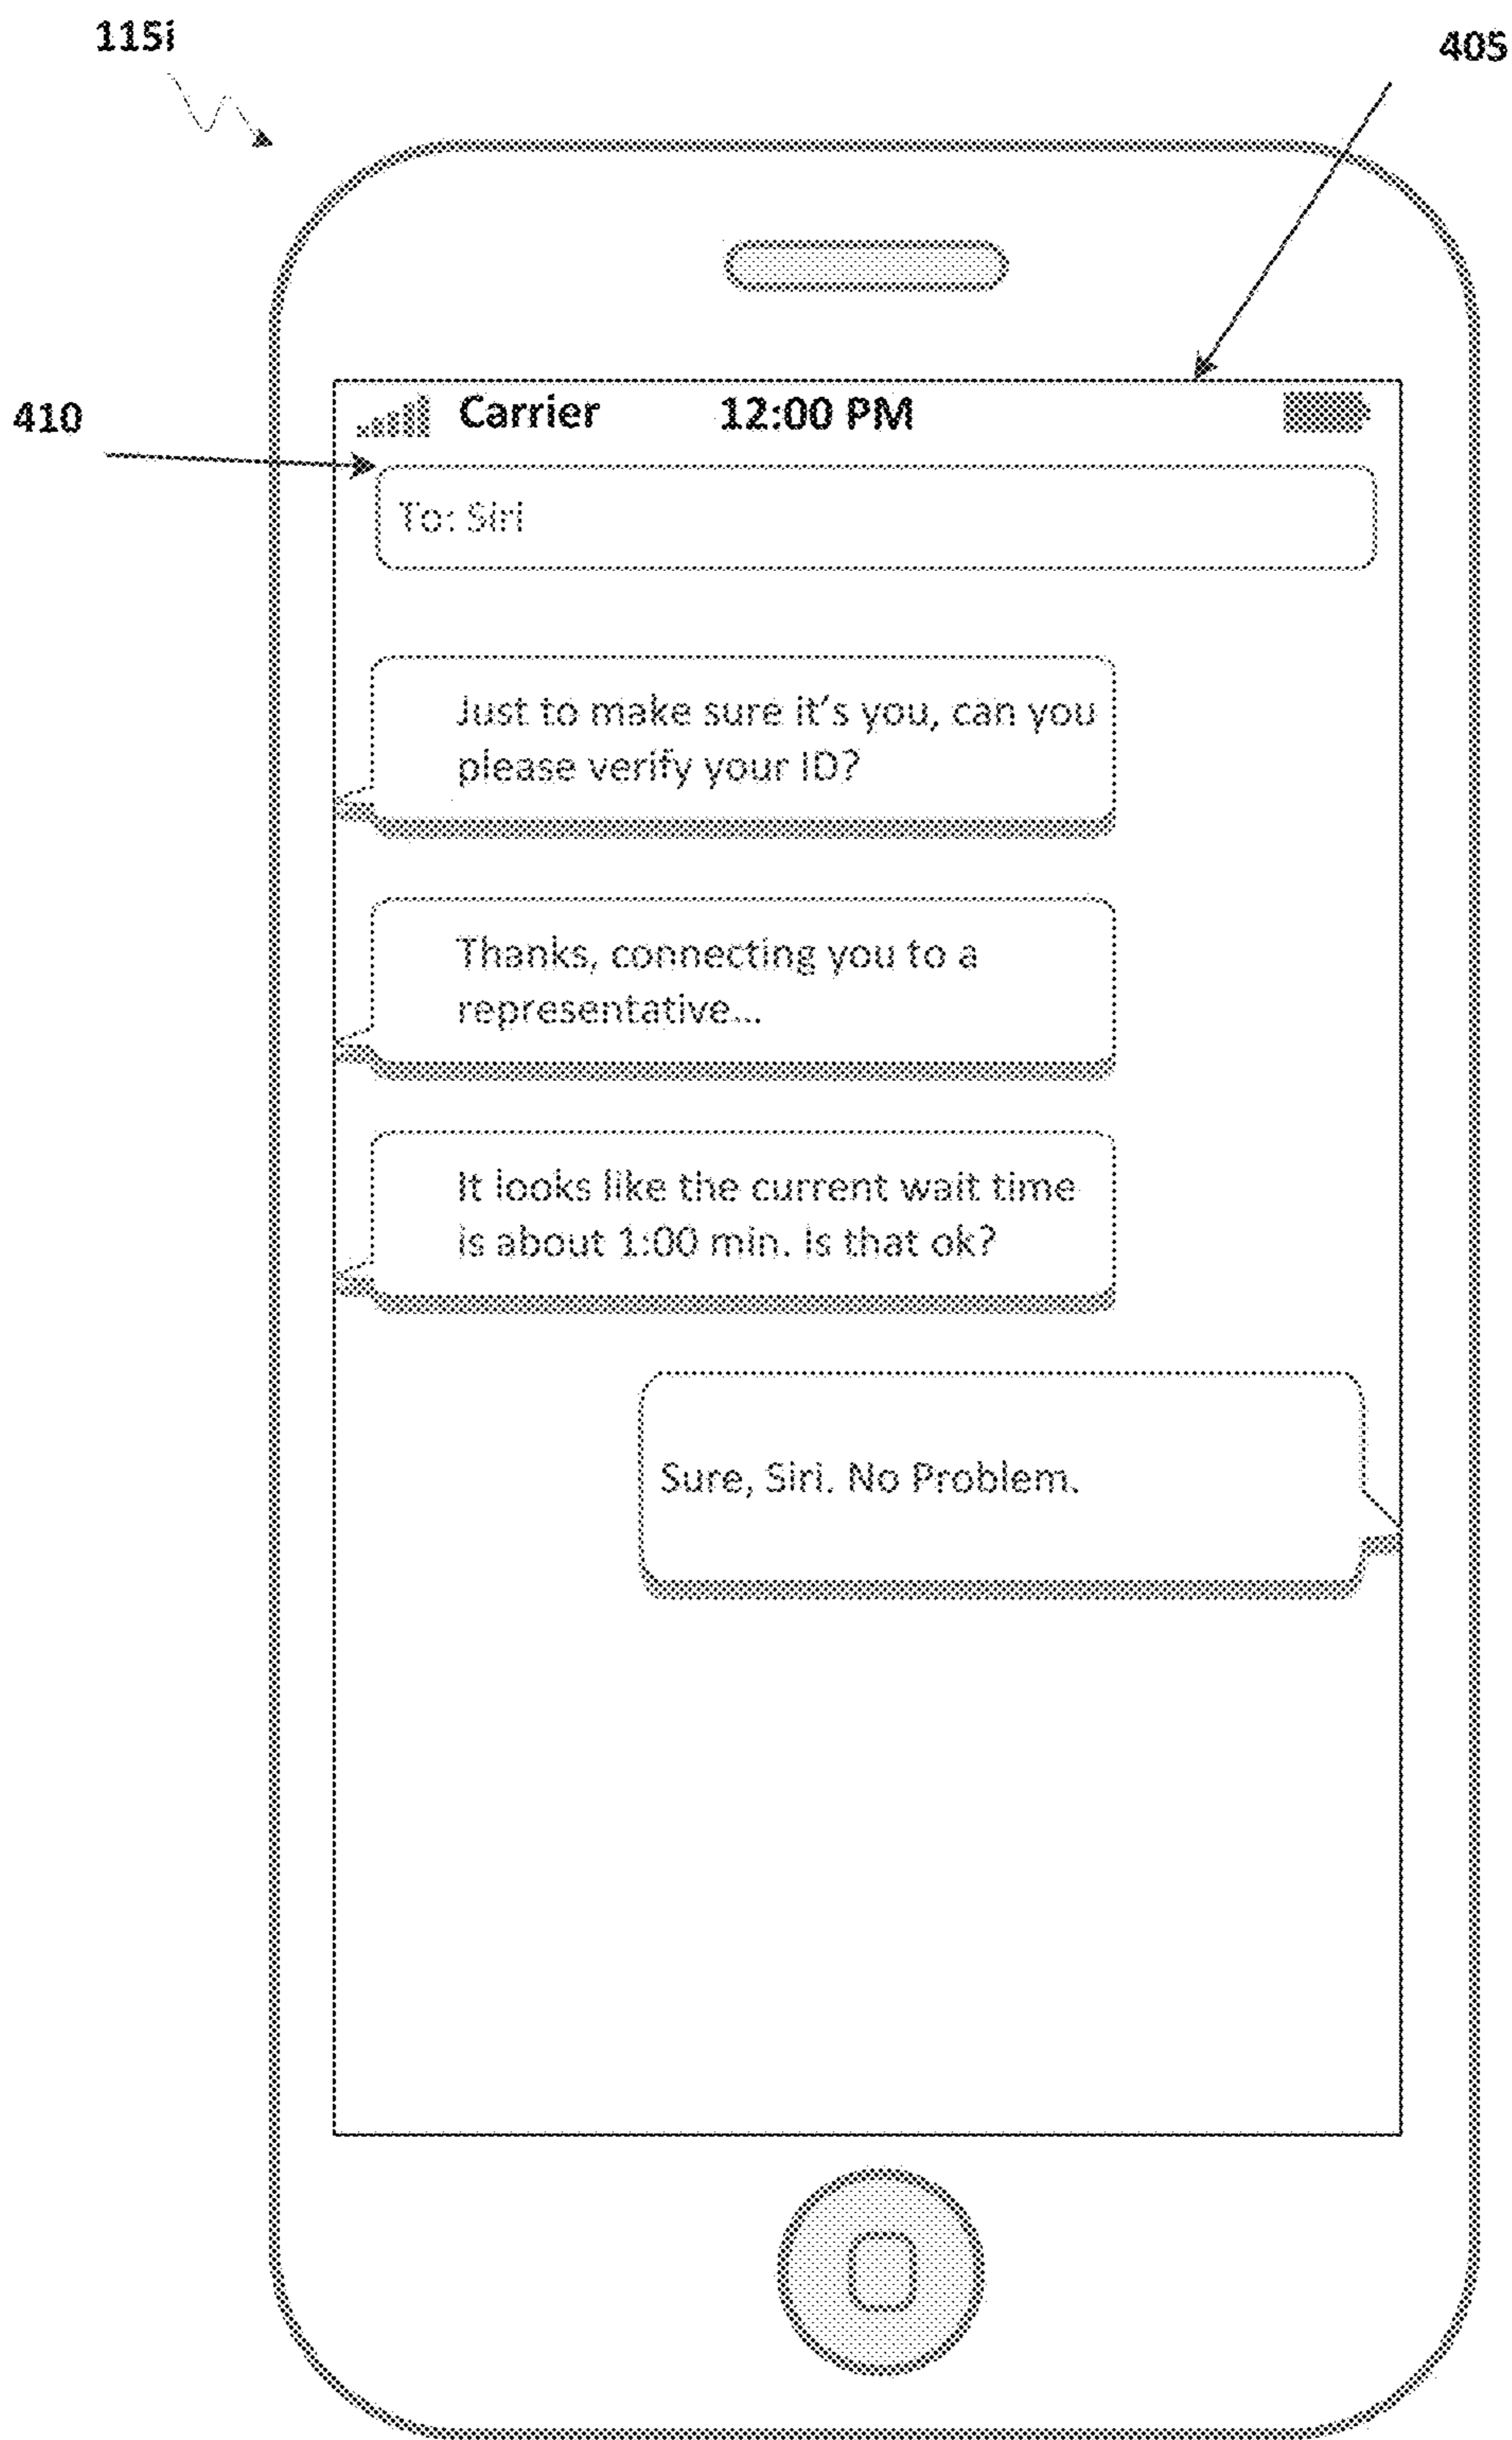 115i
405
410
Carrier 12:00 PM
To: Siri
Just to make sure it's you, can you
please verify your ID?
Thanks, connecting you to a
representative...
It looks like the current wait time
is about 1:00 min. Is that ok?
Sure, Siri. No Problem.